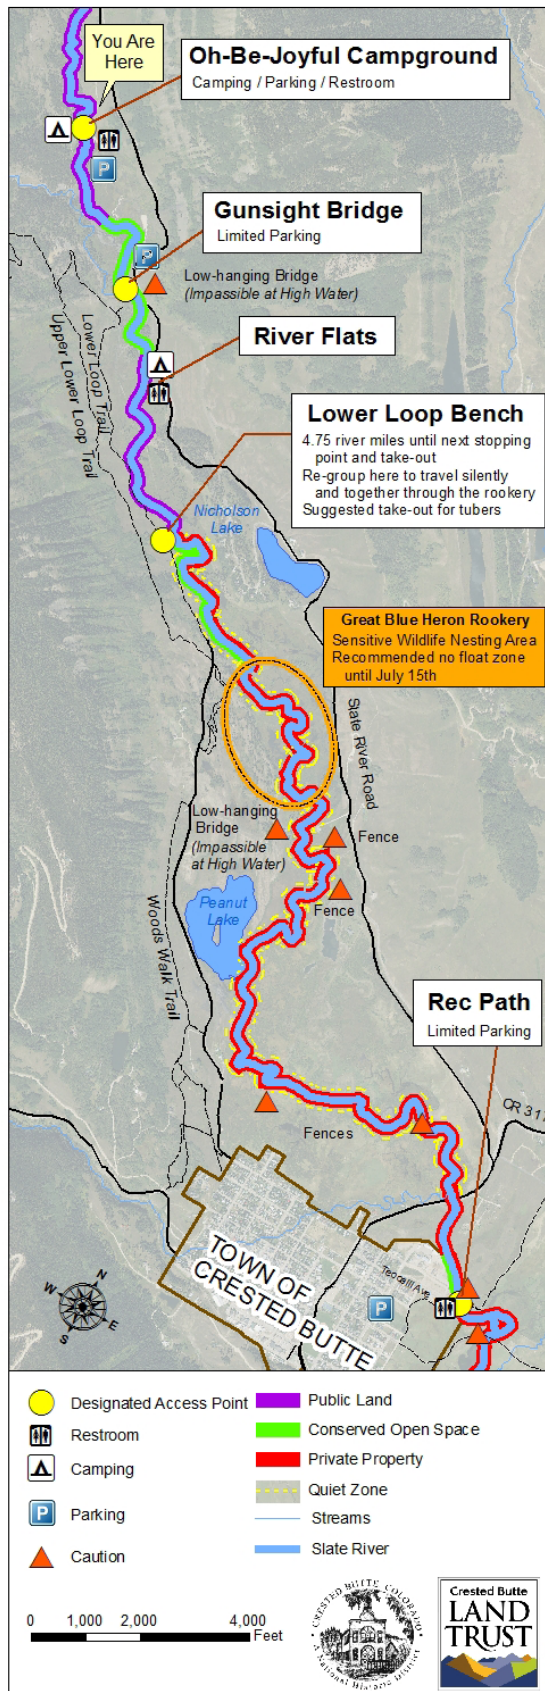 You Are
Here
Oh-Be-Joyful Campground
Camping / Parking / Restroom
P
Gunsight Bridge
Limited Parking
P
Low-hanging Bridge
(Impassible at High Water)
River Flats
Lower Loop Trail
Upper Lower Loop Trail
Lower Loop Bench
4.75 river miles until next stopping
point and take-out
Re-group here to travel silently
and together through the rookery
Suggested take-out for tubers
Nicholson
Lake
Great Blue Heron Rookery
Sensitive Wildlife Nesting Area
Recommended no float zone
until July 15th
Slate River Road
Low-hanging
Bridge
(Impassible
at High Water)
Fence
Fence
Peanut
Lake
Woods Walk Trail
Rec Path
Limited Parking
CR 317
Fences
TOWN OF
CRESTED BUTTE
Teocalli Ave
P
N
W
E
S
Designated Access Point
Restroom
Camping
P
Parking
Caution
Public Land
Conserved Open Space
Private Property
Quiet Zone
Streams
Slate River
0 1,000 2,000 4,000
Feet
CRESTED BUTTE, COLORADO
A National Historic District
Crested Butte
LAND
TRUST